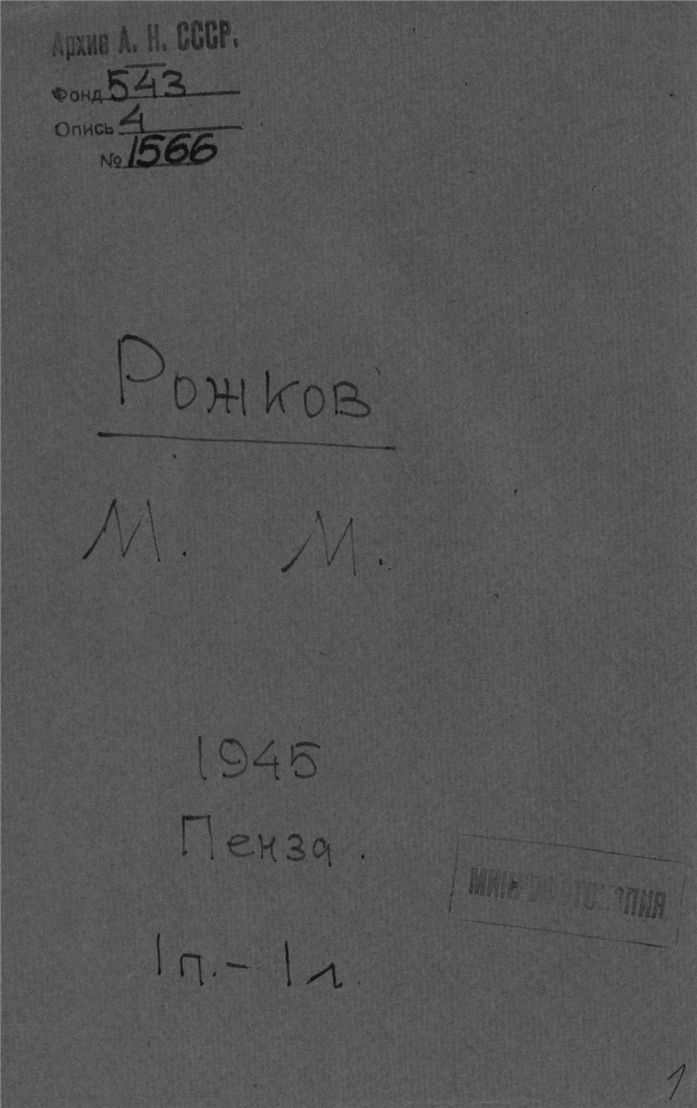 Архив А. Н. СССР.
Фонд 543
Опись 4
№ 1566
Рожков
М. М.
1945
Пенза.
1п.- 1л.
1